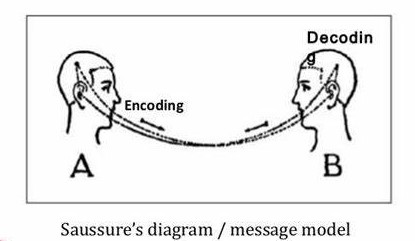 Decodin
g
Encoding
A
B
Saussure's diagram / message model